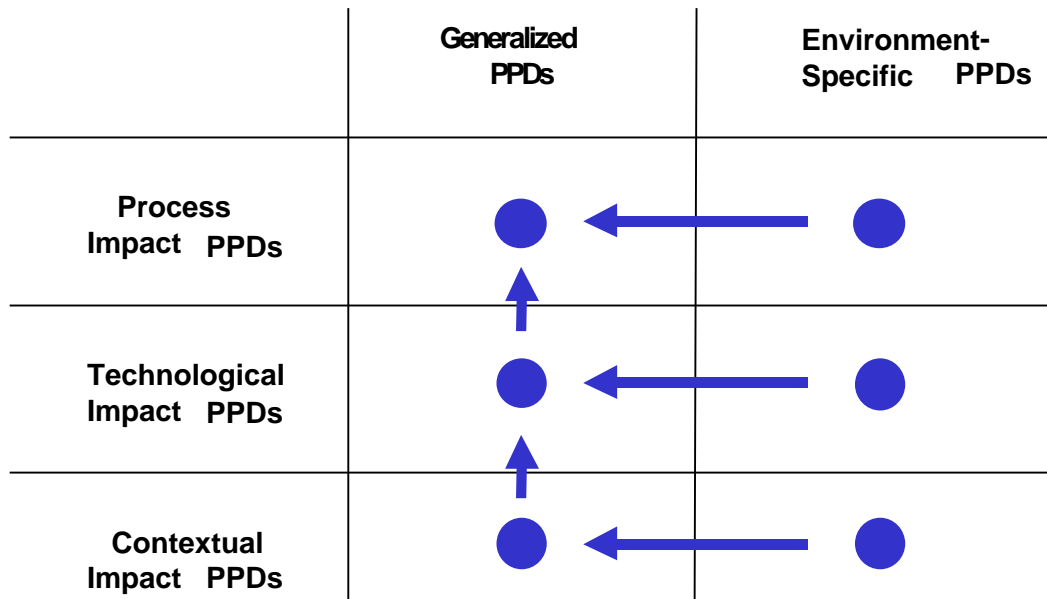 Generalized
PPDs
Environment-
Specific PPDs
Process
Impact PPDs
Technological
Impact PPDs
Contextual
Impact PPDs